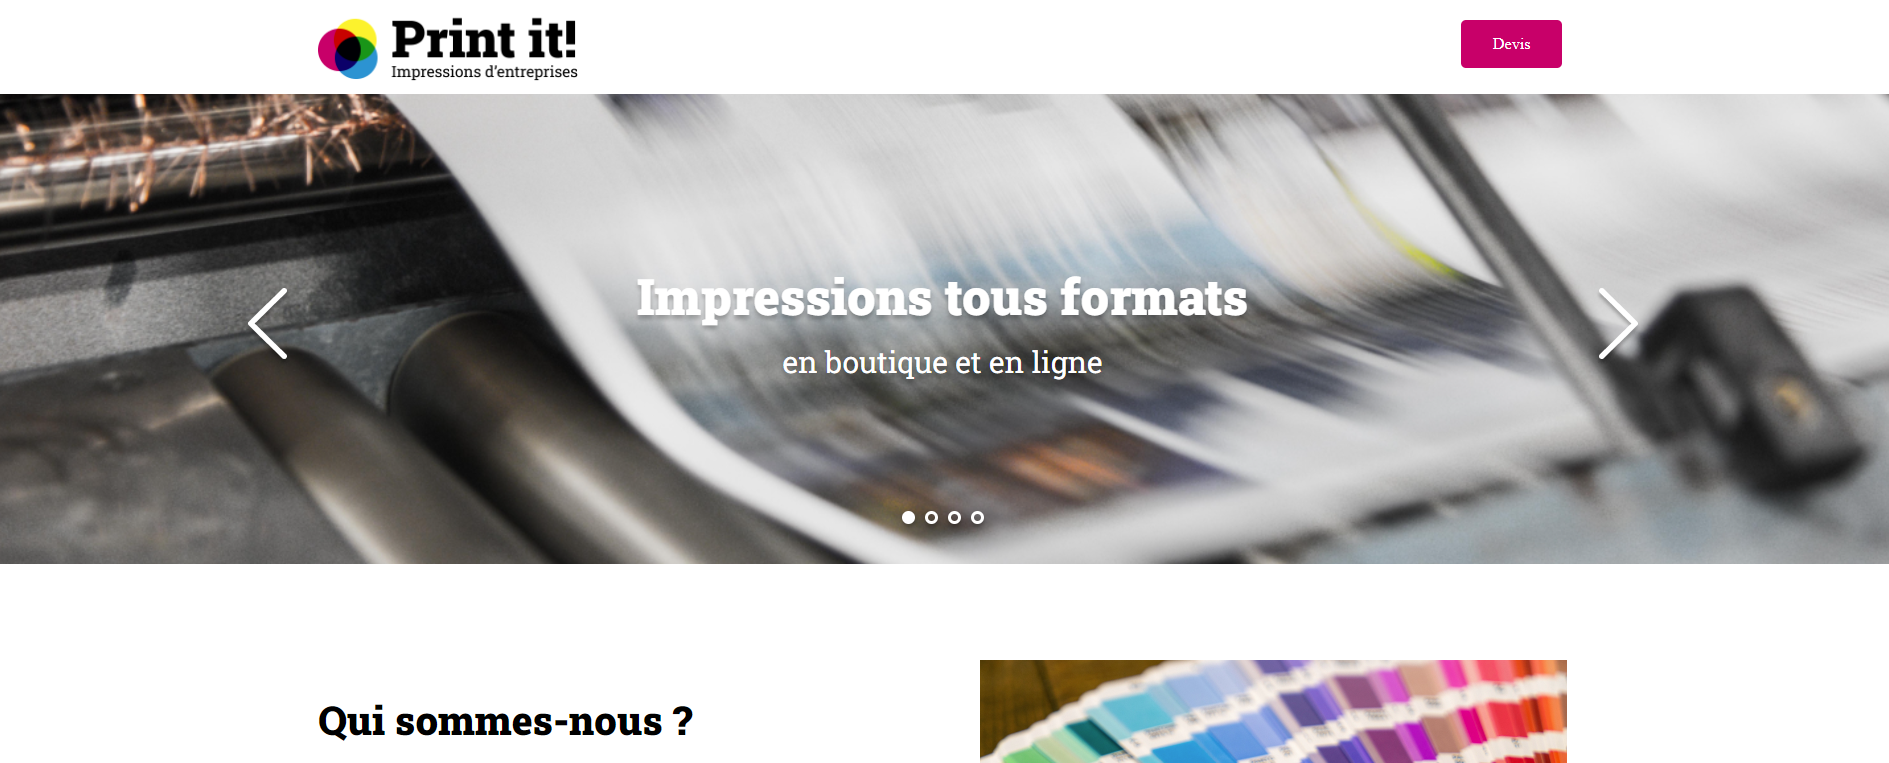 Print it!
Impressions d'entreprises
Devis
Impressions tous formats
en boutique et en ligne
Qui sommes-nous ?